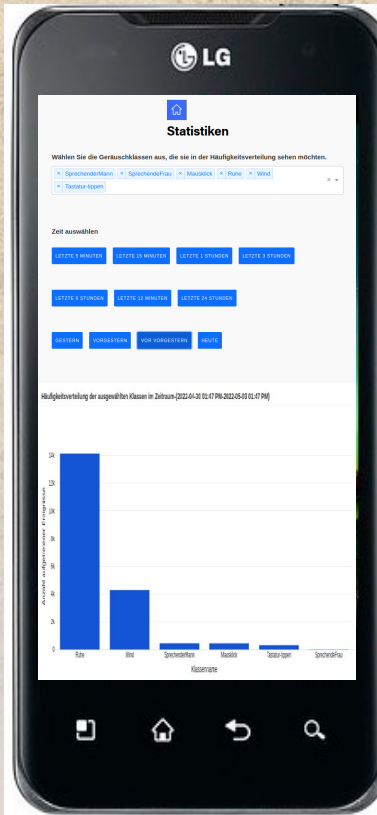 LG
Statistiken
Wählen Sie die Geräuschklassen aus, die sie in der Häufigkeitsverteilung sehen möchten.
× SprechenderMann × SprechendeFrau × Mausklick × Ruhe × Wind
× Tastatur-tippen
Zeit auswählen
LETZTE 5 MINUTEN LETZTE 15 MINUTEN LETZTE 1 STUNDEN LETZTE 3 STUNDEN
LETZTE 6 STUNDEN LETZTE 12 MINUTEN LETZTE 24 STUNDEN
GESTERN VORGESTERN VOR VORGESTERN HEUTE
Häufigkeitsverteilung der ausgewählten Klassen im Zeitraum-(2022-04-30 01:47 PM-2022-05-03 01:47 PM)
Anzahl aufgenommener Ereignisse
14k
12k
10k
8k
6k
4k
2k
0
Ruhe Wind SprechenderMann Mausklick Tastatur-tippen SprechendeFrau
Klassenname